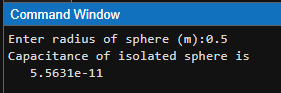 Command Window
Enter radius of sphere (m):0.5
Capacitance of isolated sphere is
5.5631e-11